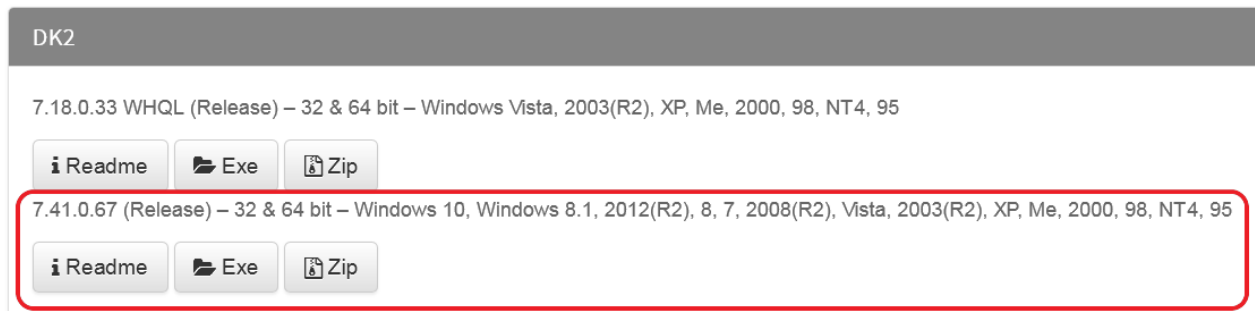 DK2
7.18.0.33 WHQL (Release) – 32 & 64 bit – Windows Vista, 2003(R2), XP, Me, 2000, 98, NT4, 95
Readme Exe Zip
7.41.0.67 (Release) – 32 & 64 bit – Windows 10, Windows 8.1, 2012(R2), 8, 7, 2008(R2), Vista, 2003(R2), XP, Me, 2000, 98, NT4, 95
Readme Exe Zip